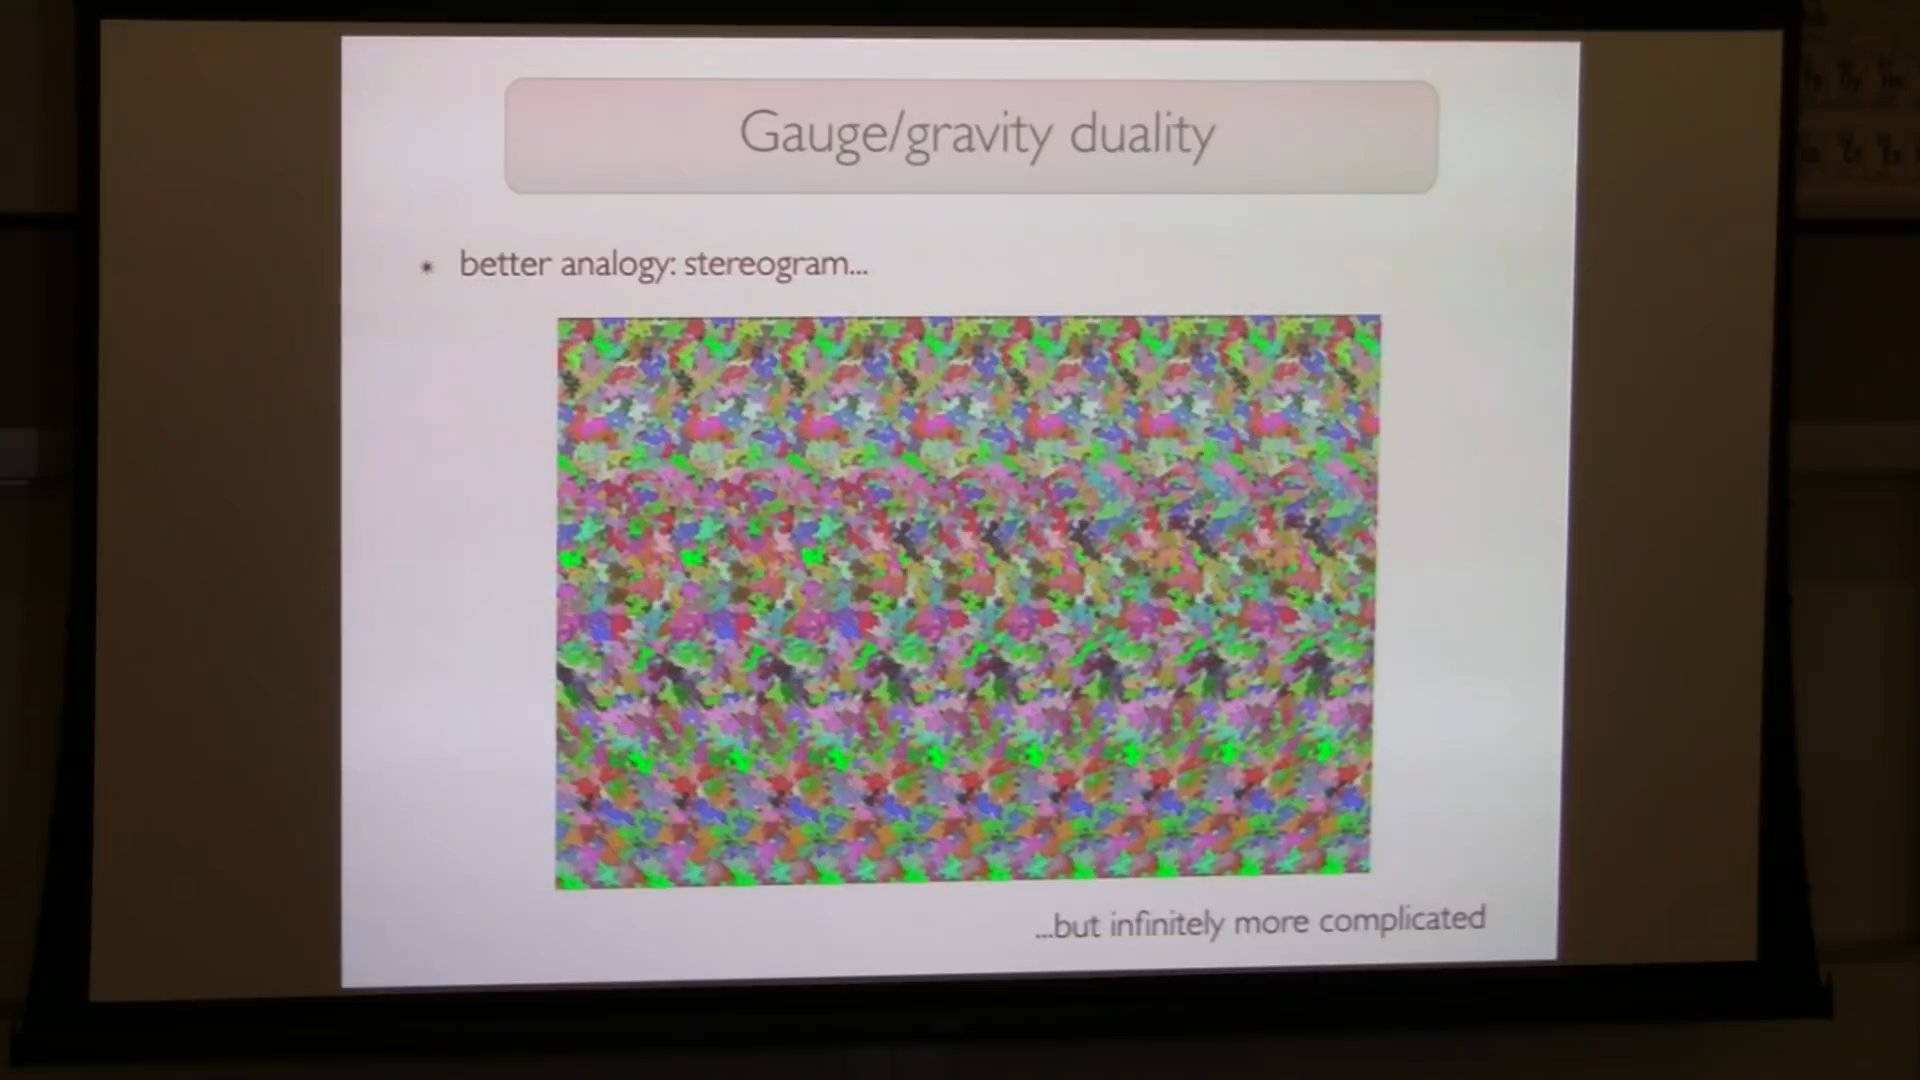 Gauge/gravity duality
* better analogy: stereogram...
...but infinitely more complicated